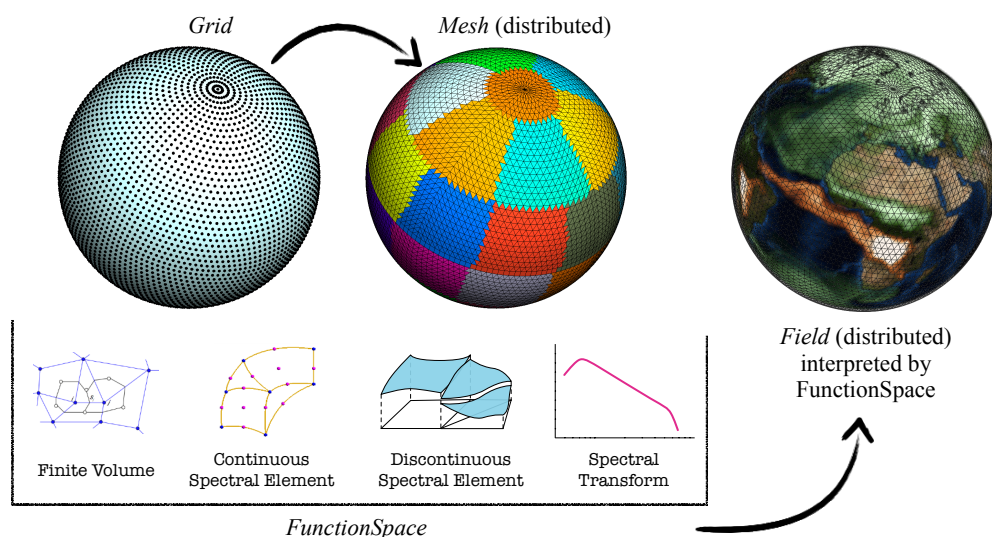 Grid
Mesh (distributed)
Field (distributed)
interpreted by
FunctionSpace
Finite Volume
Continuous
Spectral Element
Discontinuous
Spectral Element
Spectral
Transform
FunctionSpace